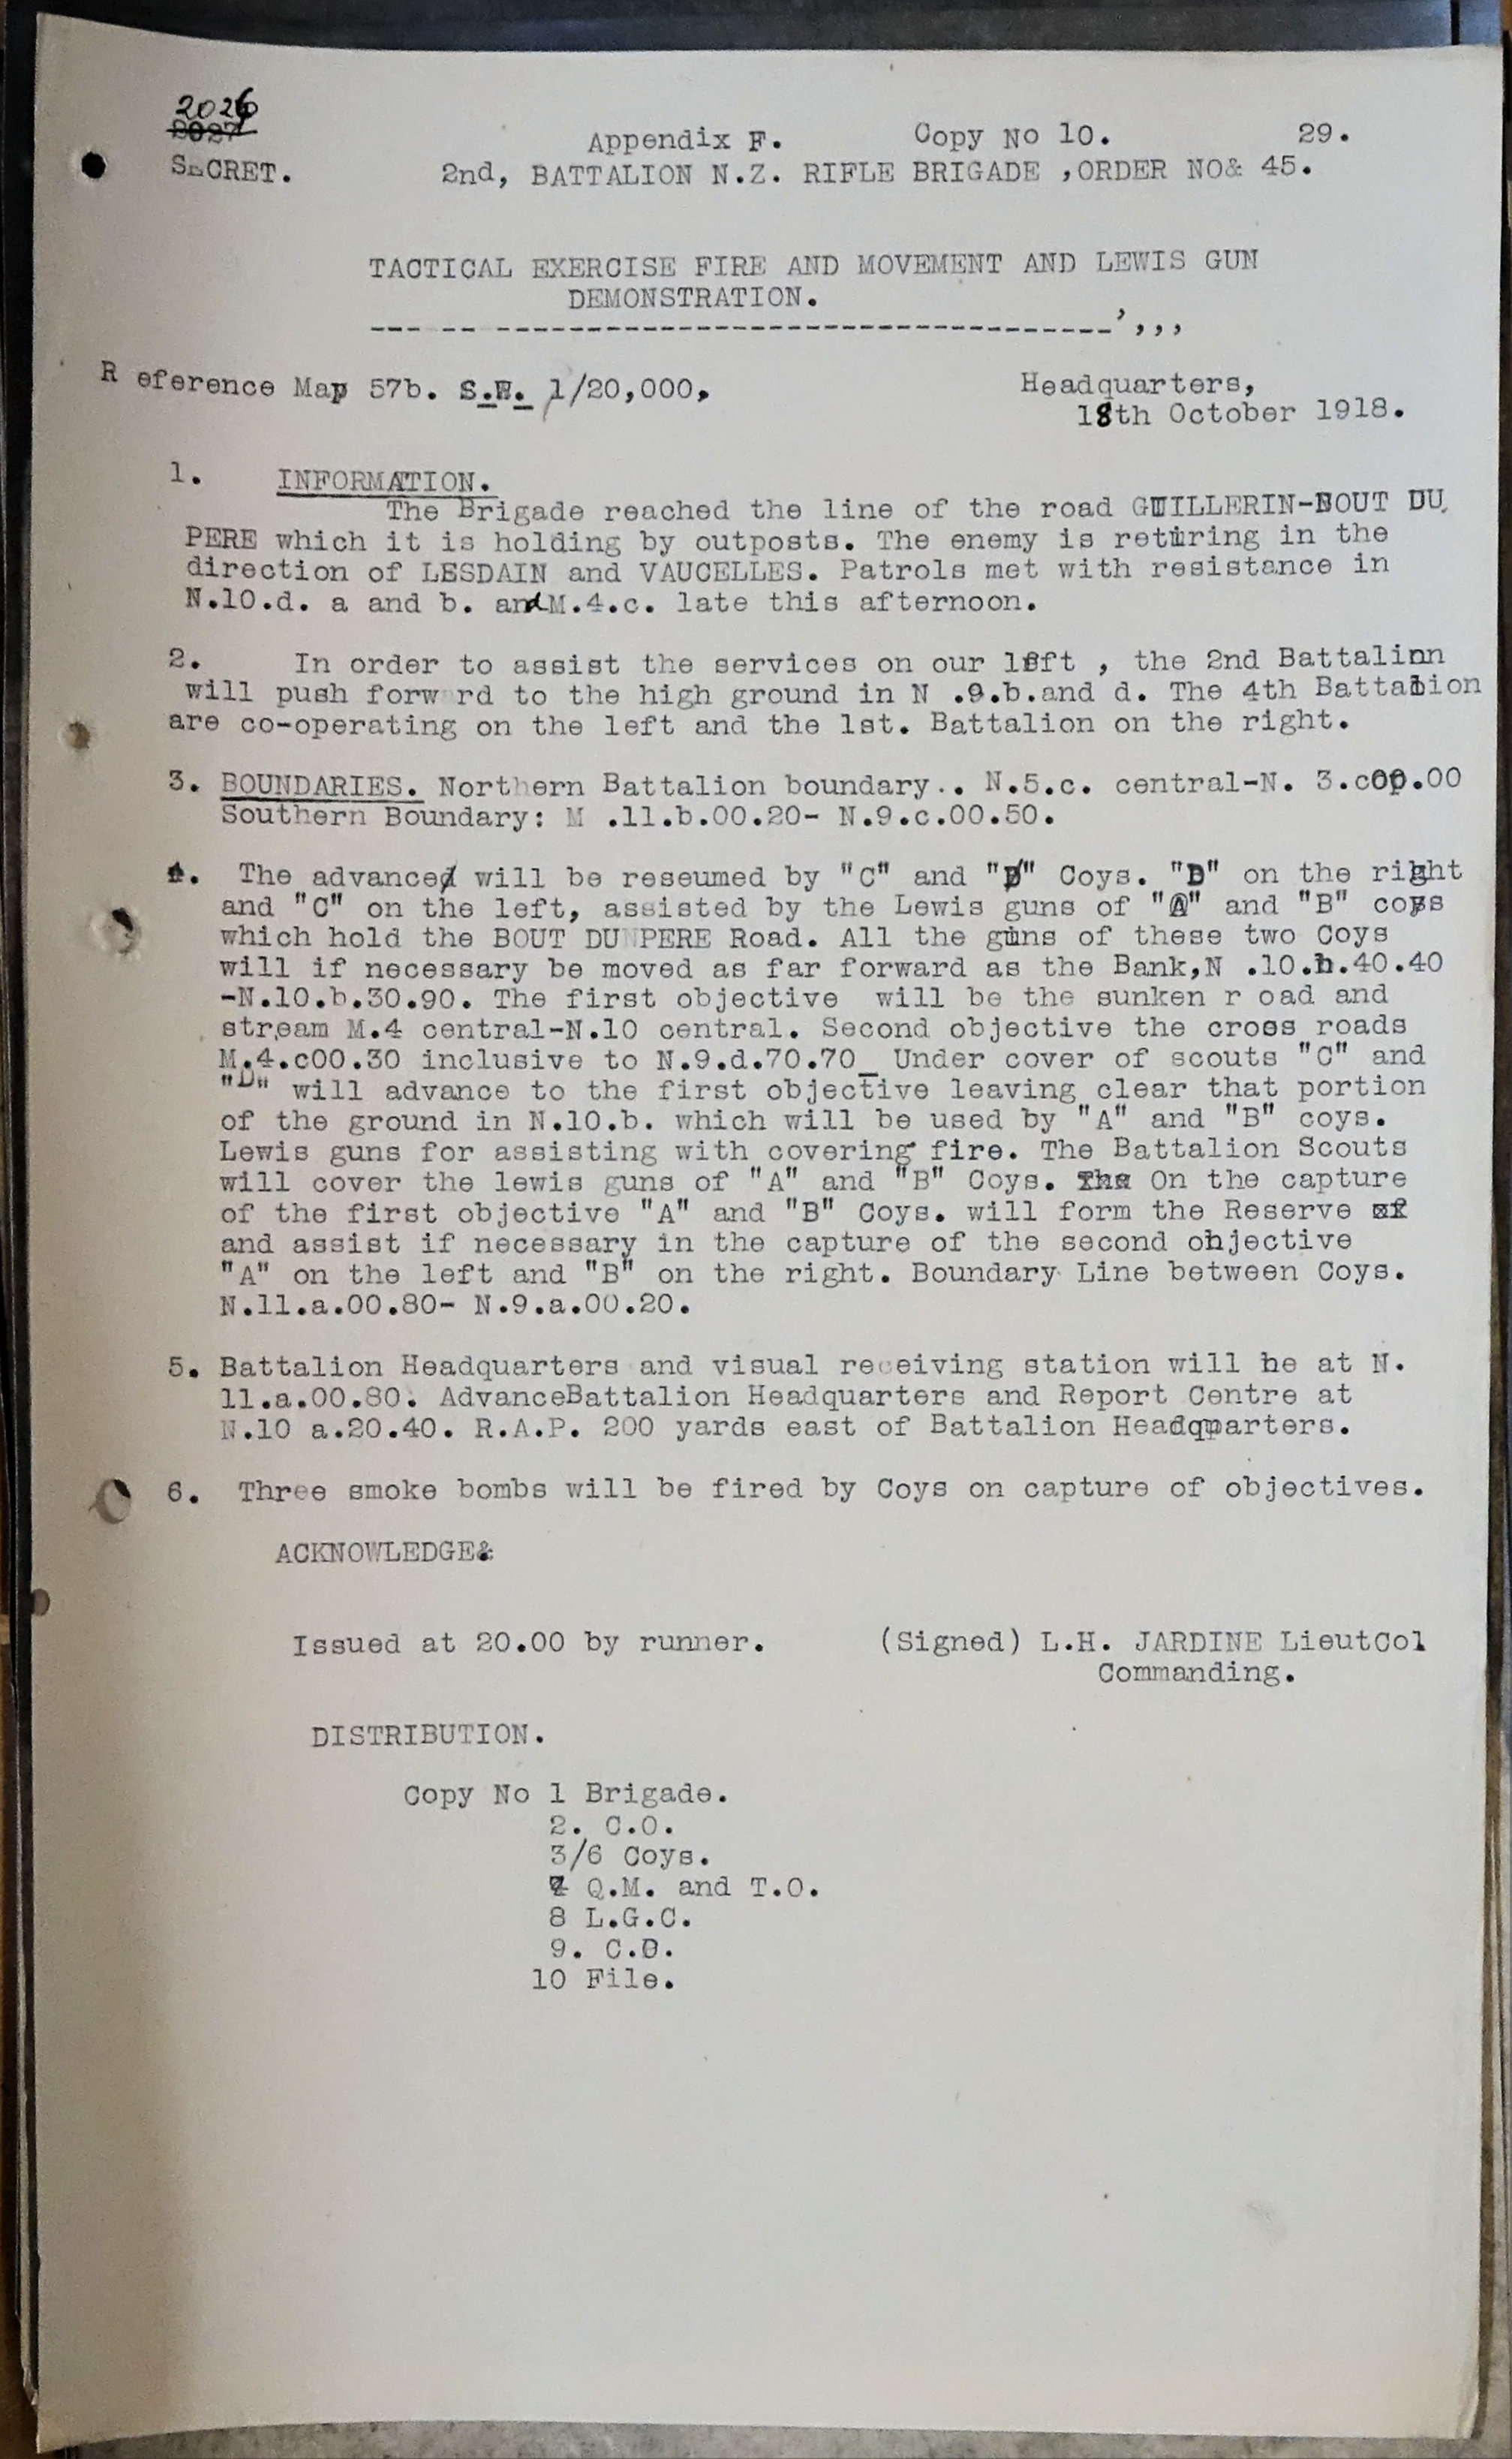 2026
2027
Appendix F. Copy No 10. 29.
SECRET. 2nd, BATTALION N.Z. RIFLE BRIGADE ,ORDER NO& 45.
TACTICAL EXERCISE FIRE AND MOVEMENT AND LEWIS GUN
DEMONSTRATION.
--- -- ----------------------------------',,,
R eference Map 57b. S.E. 1/20,000. Headquarters,
18th October 1918.
1. INFORMATION.
The Brigade reached the line of the road GUILLERIN-BOUT DU
PERE which it is holding by outposts. The enemy is retiring in the
direction of LESDAIN and VAUCELLES. Patrols met with resistance in
N.10.d. a and b. and M.4.c. late this afternoon.
2. In order to assist the services on our left , the 2nd Battalion
will push forw rd to the high ground in N .9.b.and d. The 4th Battalion
are co-operating on the left and the 1st. Battalion on the right.
3. BOUNDARIES. Northern Battalion boundary.. N.5.c. central-N. 3.c00.00
Southern Boundary: M .11.b.00.20- N.9.c.00.50.
4. The advance will be reseumed by "C" and "D" Coys. "D" on the right
and "C" on the left, assisted by the Lewis guns of "A" and "B" coys
which hold the BOUT DU PERE Road. All the guns of these two Coys
will if necessary be moved as far forward as the Bank,N .10.b.40.40
-N.10.b.30.90. The first objective will be the sunken r oad and
stream M.4 central-N.10 central. Second objective the cross roads
M.4.c00.30 inclusive to N.9.d.70.70_ Under cover of scouts "C" and
"D" will advance to the first objective leaving clear that portion
of the ground in N.10.b. which will be used by "A" and "B" coys.
Lewis guns for assisting with covering fire. The Battalion Scouts
will cover the lewis guns of "A" and "B" Coys. The On the capture
of the first objective "A" and "B" Coys. will form the Reserve of
and assist if necessary in the capture of the second ohjective
"A" on the left and "B" on the right. Boundary Line between Coys.
N.11.a.00.80- N.9.a.00.20.
5. Battalion Headquarters and visual receiving station will he at N.
11.a.00.80. AdvanceBattalion Headquarters and Report Centre at
N.10 a.20.40. R.A.P. 200 yards east of Battalion Headquarters.
6. Three smoke bombs will be fired by Coys on capture of objectives.
ACKNOWLEDGE&
Issued at 20.00 by runner. (Signed) L.H. JARDINE LieutCol
Commanding.
DISTRIBUTION.
Copy No 1 Brigade.
2. C.O.
3/6 Coys.
7 Q.M. and T.O.
8 L.G.C.
9. C.O.
10 File.